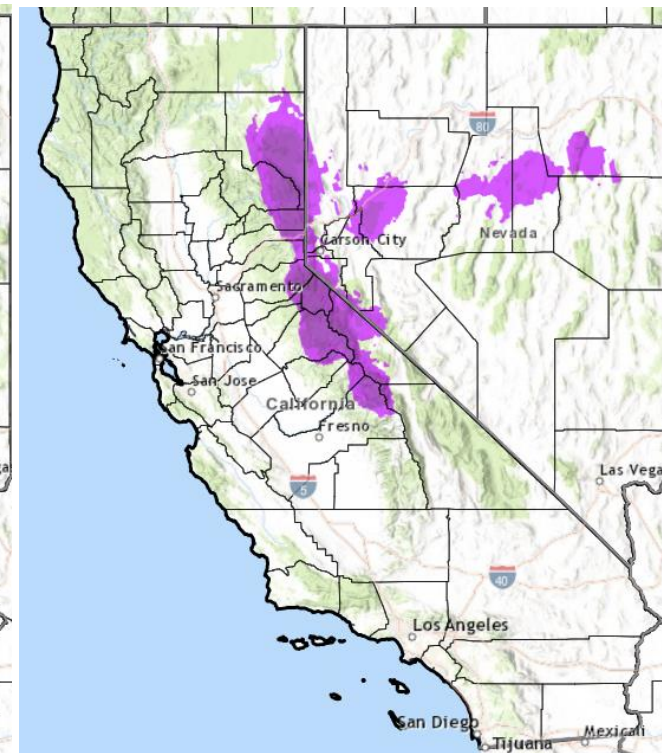 80
Carson City
Nevada
Sacramento
San Francisco
San Jose
California
Fresno
5
Las Vega
40
Los Angeles
San Diego
Tijuana
Mexicali